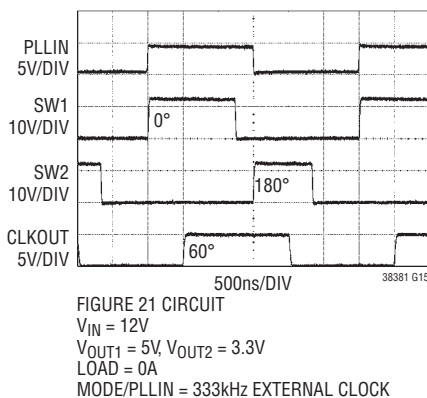 PLLIN
5V/DIV
SW1
10V/DIV
0°
SW2
10V/DIV
180°
CLKOUT
5V/DIV
60°
500ns/DIV
38381 G15
FIGURE 21 CIRCUIT
VIN = 12V
VOUT1 = 5V, VOUT2 = 3.3V
LOAD = 0A
MODE/PLLIN = 333kHz EXTERNAL CLOCK